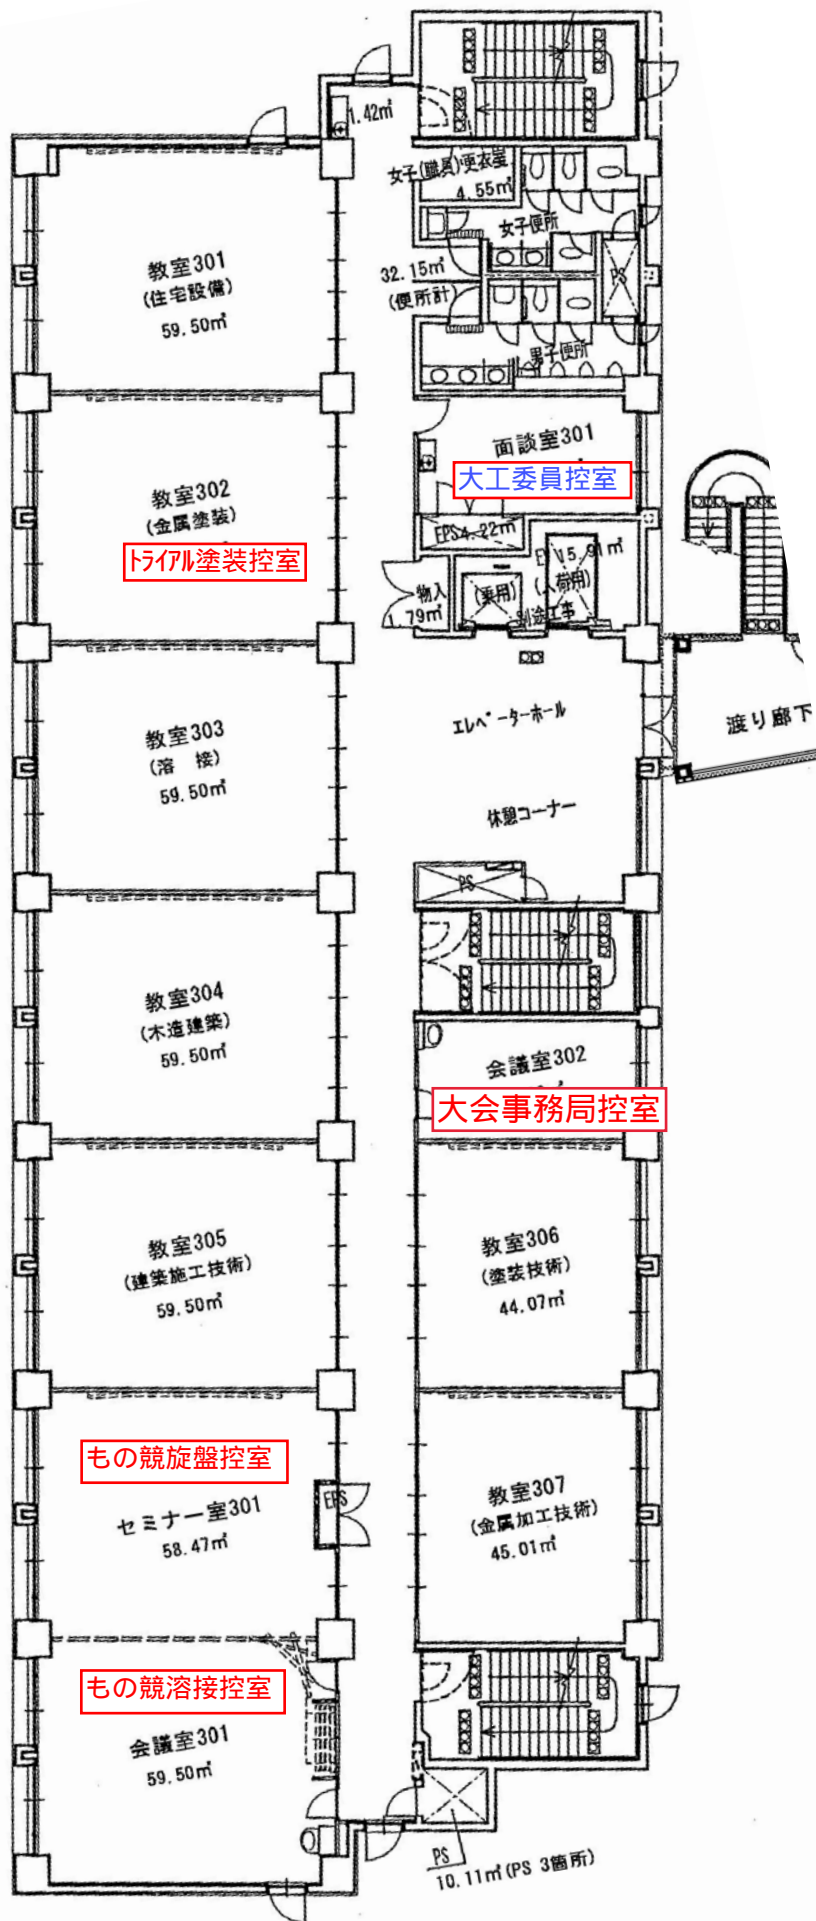 1.42㎡
女子(職員)更衣室
4.55㎡
女子便所
教室301
(住宅設備)
59.50㎡
32.15㎡
(便所計)
PS
男子便所
面談室301
大工委員控室
教室302
(金属塗装)
トライアル塗装控室
EPS4.22㎡
EV15.91㎡
(乗用)
(人荷用)
別途工事
物入
1.79㎡
エレベーターホール
渡り廊下
教室303
(溶 接)
59.50㎡
休憩コーナー
PS
教室304
(木造建築)
59.50㎡
会議室302
大会事務局控室
教室305
(建築施工技術)
59.50㎡
教室306
(塗装技術)
44.07㎡
もの競旋盤控室
セミナー室301
58.47㎡
EPS
教室307
(金属加工技術)
45.01㎡
もの競溶接控室
会議室301
59.50㎡
PS
10.11㎡(PS 3箇所)